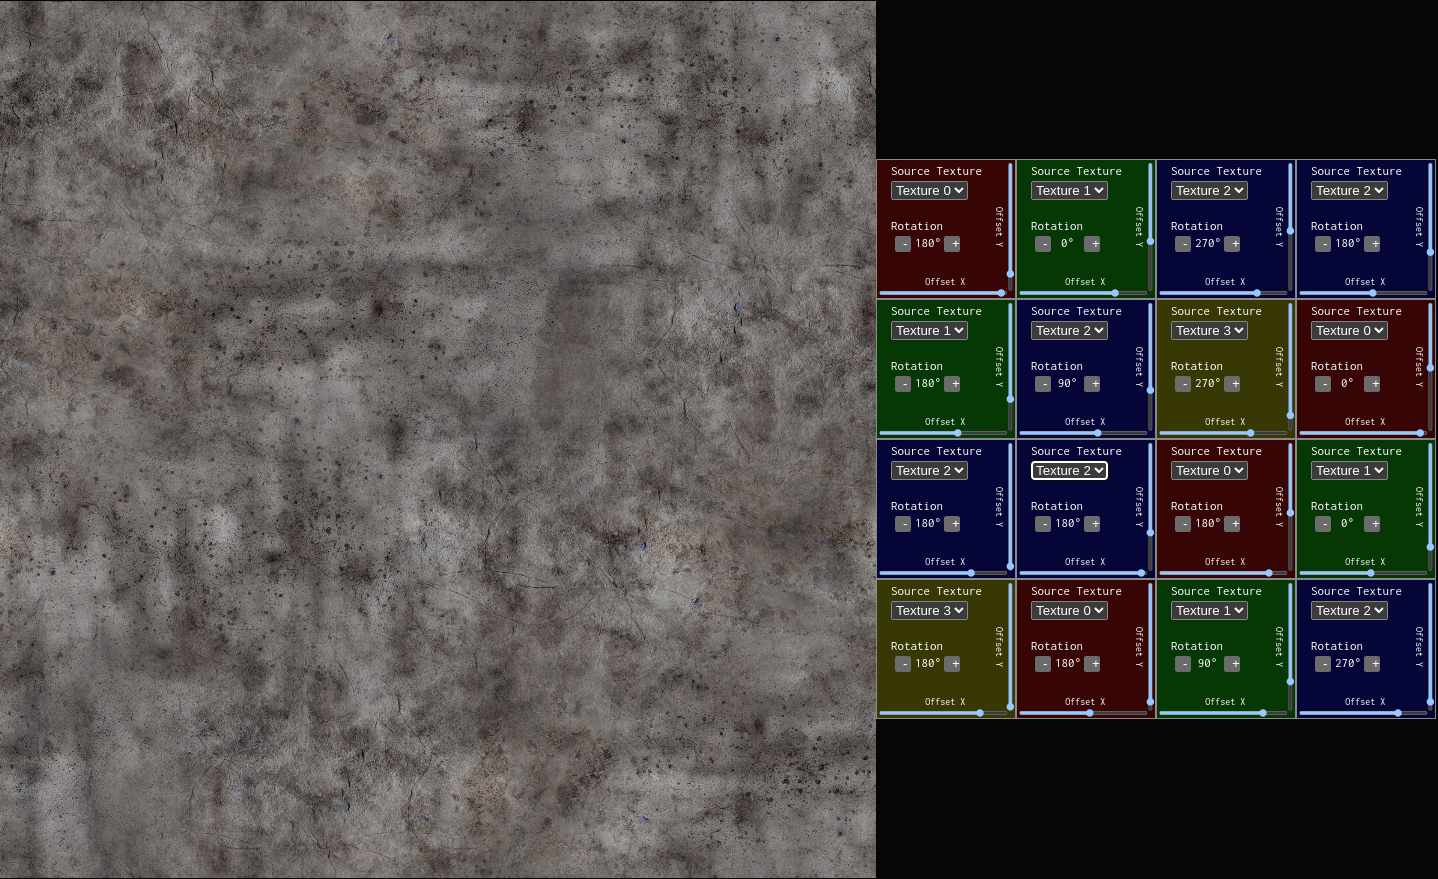 Source Texture
Texture 0
Rotation
- 180° +
Offset Y
Offset X
Source Texture
Texture 1
Rotation
- 0° +
Offset Y
Offset X
Source Texture
Texture 2
Rotation
- 270° +
Offset Y
Offset X
Source Texture
Texture 2
Rotation
- 180° +
Offset Y
Offset X
Source Texture
Texture 1
Rotation
- 180° +
Offset Y
Offset X
Source Texture
Texture 2
Rotation
- 90° +
Offset Y
Offset X
Source Texture
Texture 3
Rotation
- 270° +
Offset Y
Offset X
Source Texture
Texture 0
Rotation
- 0° +
Offset Y
Offset X
Source Texture
Texture 2
Rotation
- 180° +
Offset Y
Offset X
Source Texture
Texture 2
Rotation
- 180° +
Offset Y
Offset X
Source Texture
Texture 0
Rotation
- 180° +
Offset Y
Offset X
Source Texture
Texture 1
Rotation
- 0° +
Offset Y
Offset X
Source Texture
Texture 3
Rotation
- 180° +
Offset Y
Offset X
Source Texture
Texture 0
Rotation
- 180° +
Offset Y
Offset X
Source Texture
Texture 1
Rotation
- 90° +
Offset Y
Offset X
Source Texture
Texture 2
Rotation
- 270° +
Offset Y
Offset X